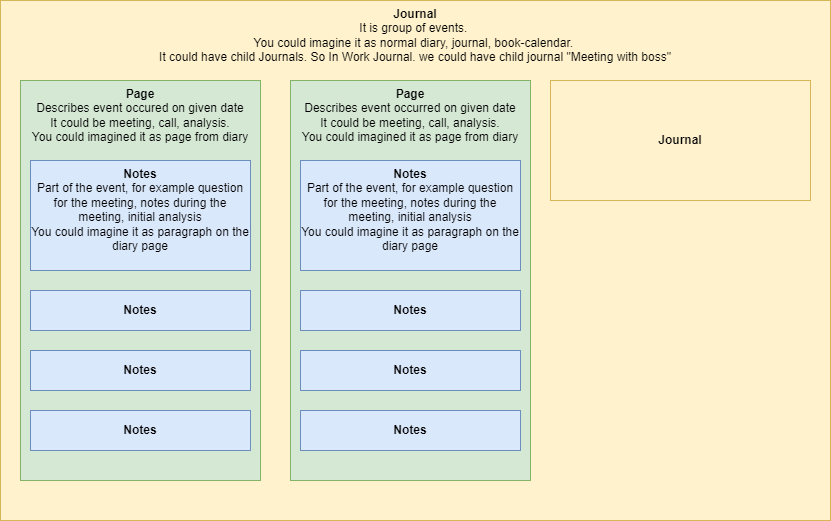 Journal
It is group of events.
You could imagine it as normal diary, journal, book-calendar.
It could have child Journals. So In Work Journal. we could have child journal "Meeting with boss"
Page
Describes event occured on given date
It could be meeting, call, analysis.
You could imagined it as page from diary
Notes
Part of the event, for example question
for the meeting, notes during the
meeting, initial analysis
You could imagine it as paragraph on the
diary page
Notes
Notes
Notes
Page
Describes event occurred on given date
It could be meeting, call, analysis.
You could imagined it as page from diary
Notes
Part of the event, for example question
for the meeting, notes during the
meeting, initial analysis
You could imagine it as paragraph on the
diary page
Notes
Notes
Notes
Journal